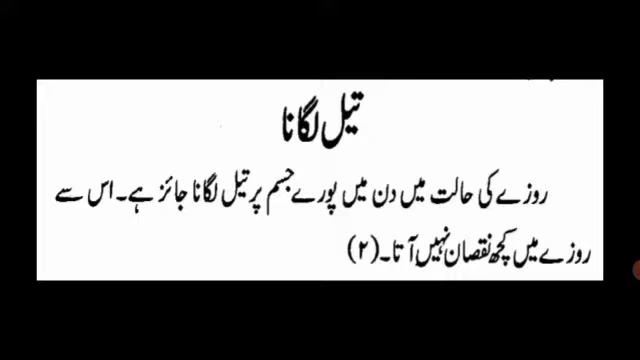 تیل لگانا
روزے کی حالت میں دن میں پورے جسم پر تیل لگانا جائز ہے۔ اس سے
روزے میں کچھ نقصان نہیں آتا۔ (۲)